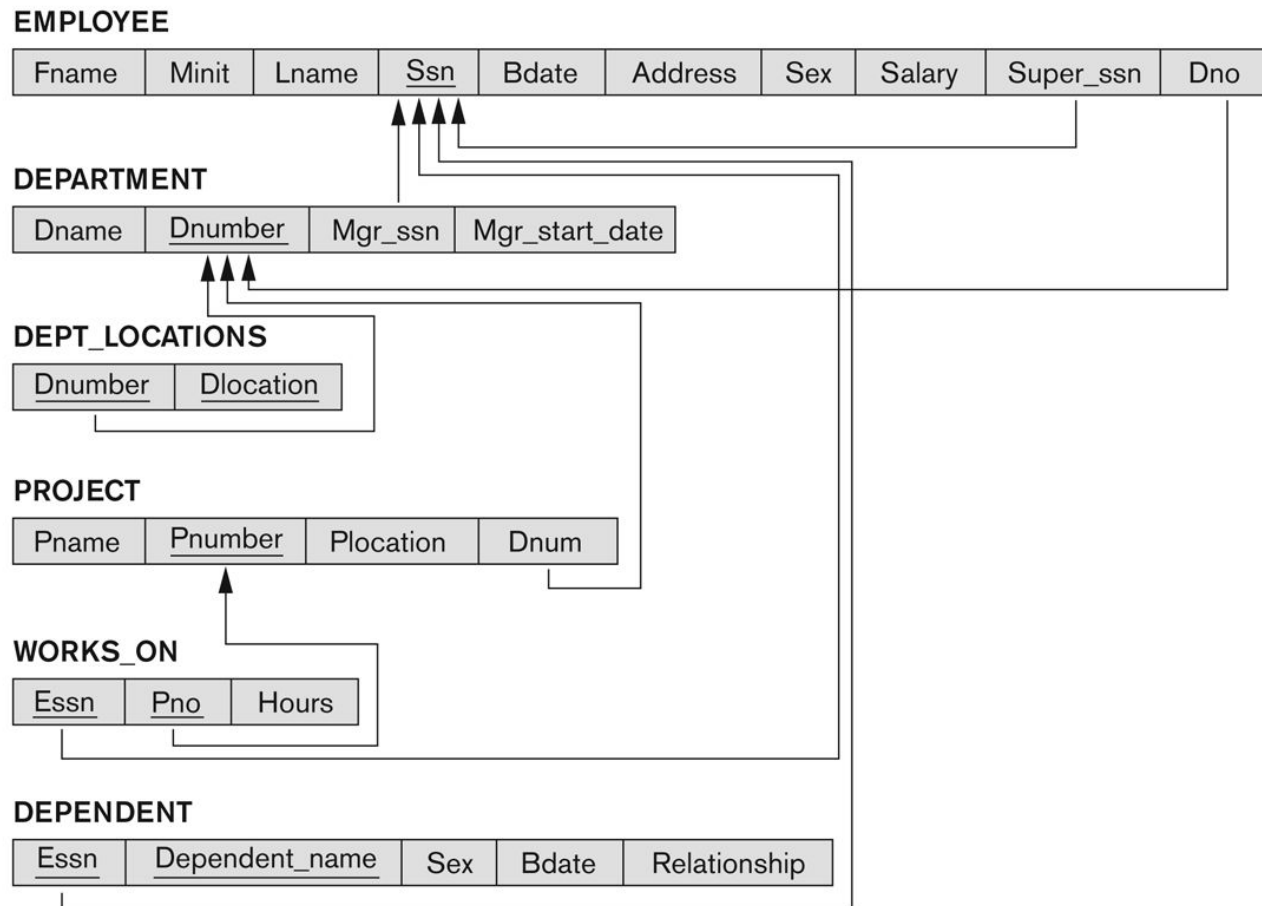 EMPLOYEE
Fname Minit Lname Ssn Bdate Address Sex Salary Super_ssn Dno
DEPARTMENT
Dname Dnumber Mgr_ssn Mgr_start_date
DEPT_LOCATIONS
Dnumber Dlocation
PROJECT
Pname Pnumber Plocation Dnum
WORKS_ON
Essn Pno Hours
DEPENDENT
Essn Dependent_name Sex Bdate Relationship